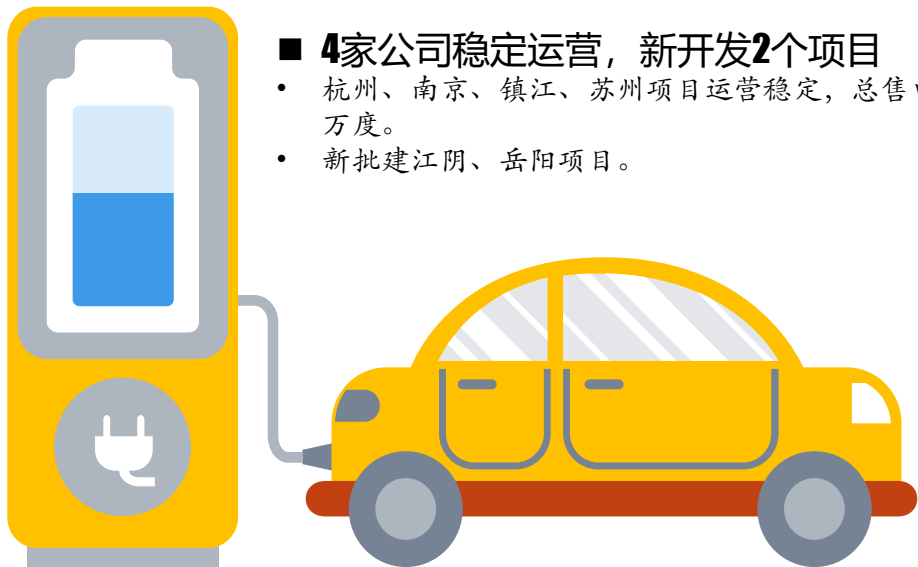 ■ 4家公司稳定运营，新开发2个项目
• 杭州、南京、镇江、苏州项目运营稳定，总售
万度。
• 新批建江阴、岳阳项目。